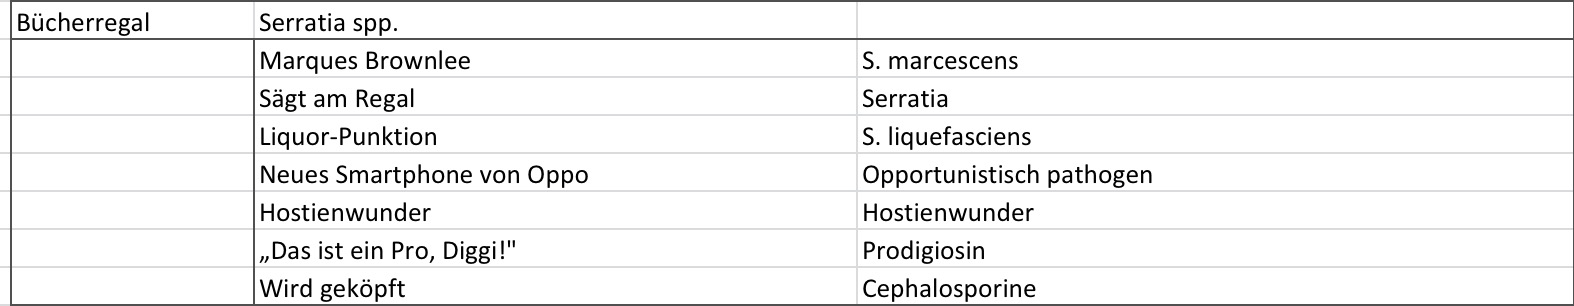 Bücherregal Serratia spp.
Marques Brownlee S. marcescens
Sägt am Regal Serratia
Liquor-Punktion S. liquefasciens
Neues Smartphone von Oppo Opportunistisch pathogen
Hostienwunder Hostienwunder
„Das ist ein Pro, Diggi!" Prodigiosin
Wird geköpft Cephalosporine